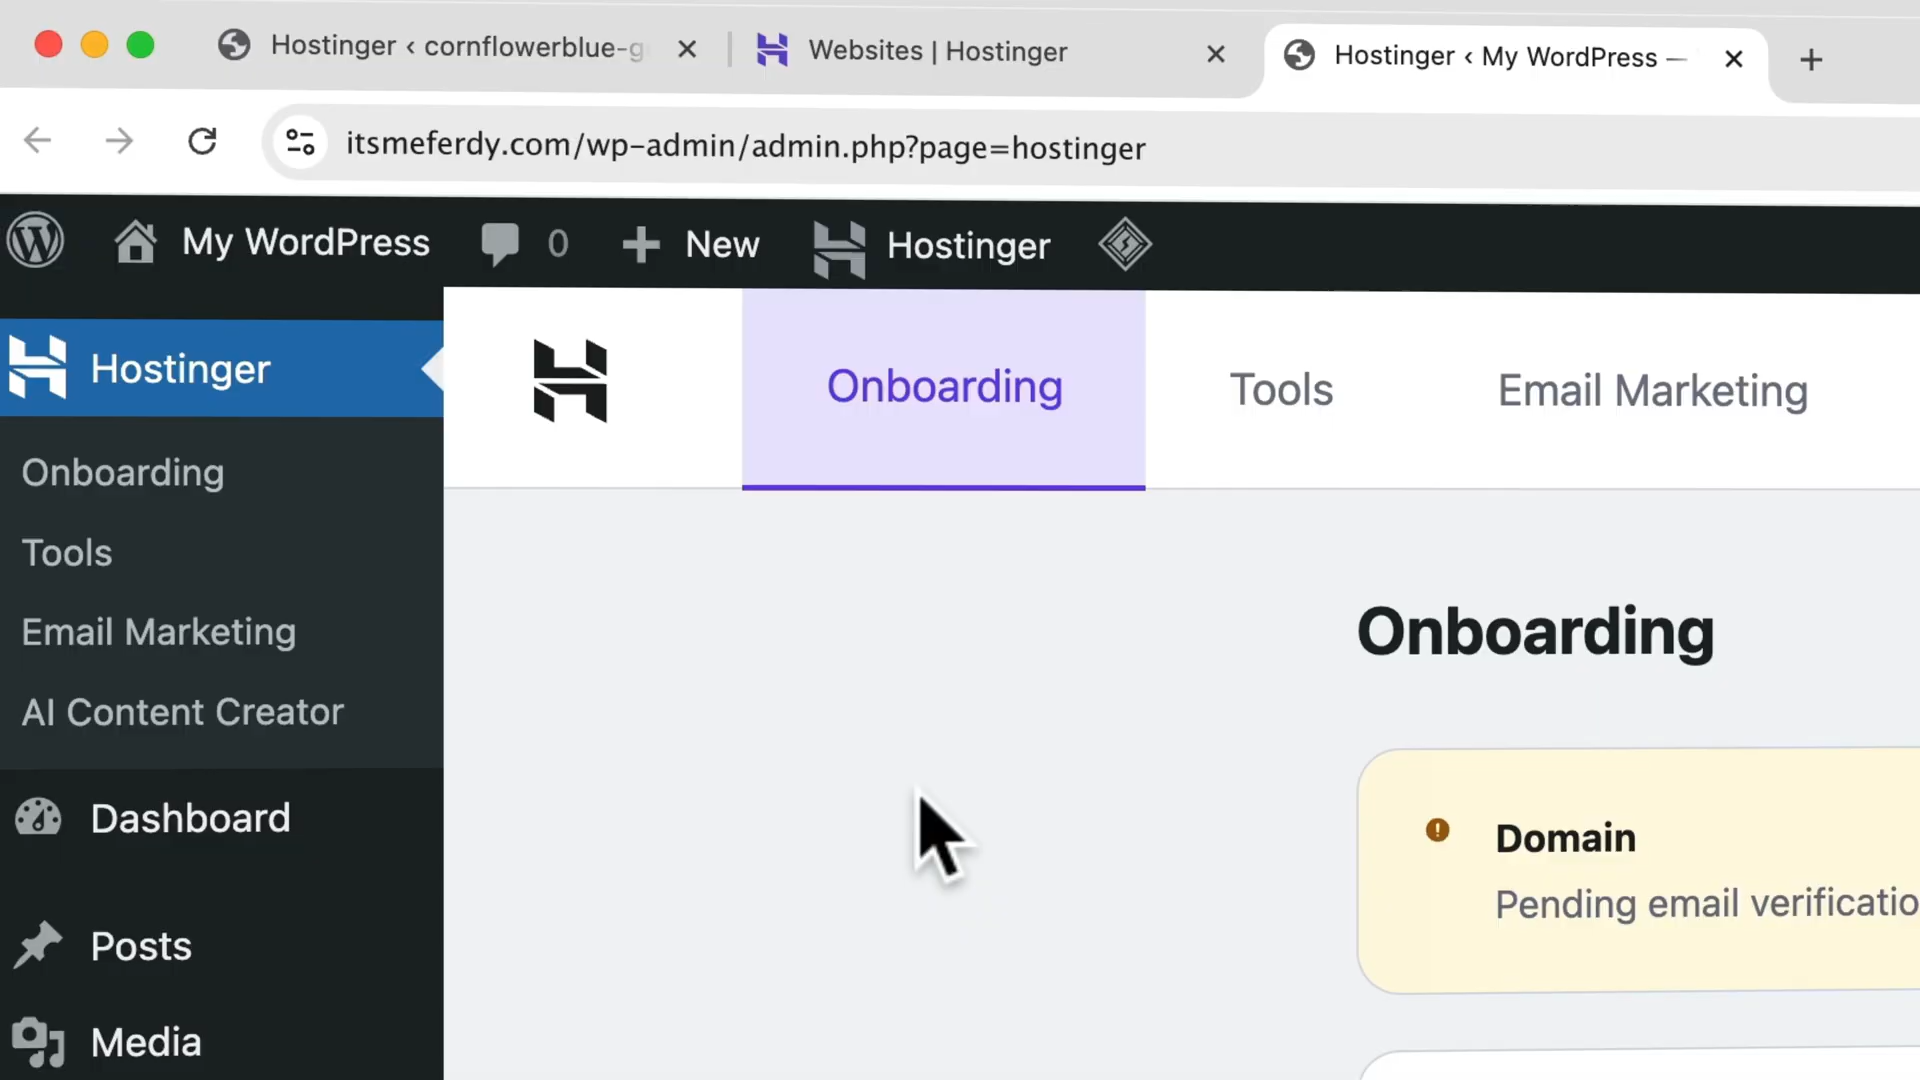 Hostinger ‹ cornflowerblue-g
Websites | Hostinger
Hostinger ‹ My WordPress —
itsmeferdy.com/wp-admin/admin.php?page=hostinger
My WordPress
0
New
Hostinger
Hostinger
Onboarding
Tools
Email Marketing
Onboarding
Tools
Email Marketing
AI Content Creator
Dashboard
Posts
Media
Onboarding
Domain
Pending email verificatio